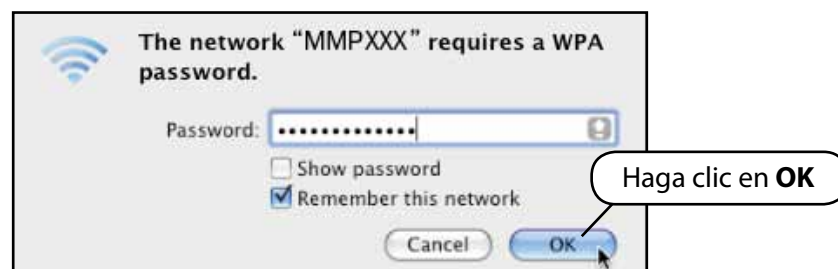 The network “MMPXXX” requires a WPA
password.
Password: •••••••••••••
Show password
Remember this network
Haga clic en OK
Cancel OK